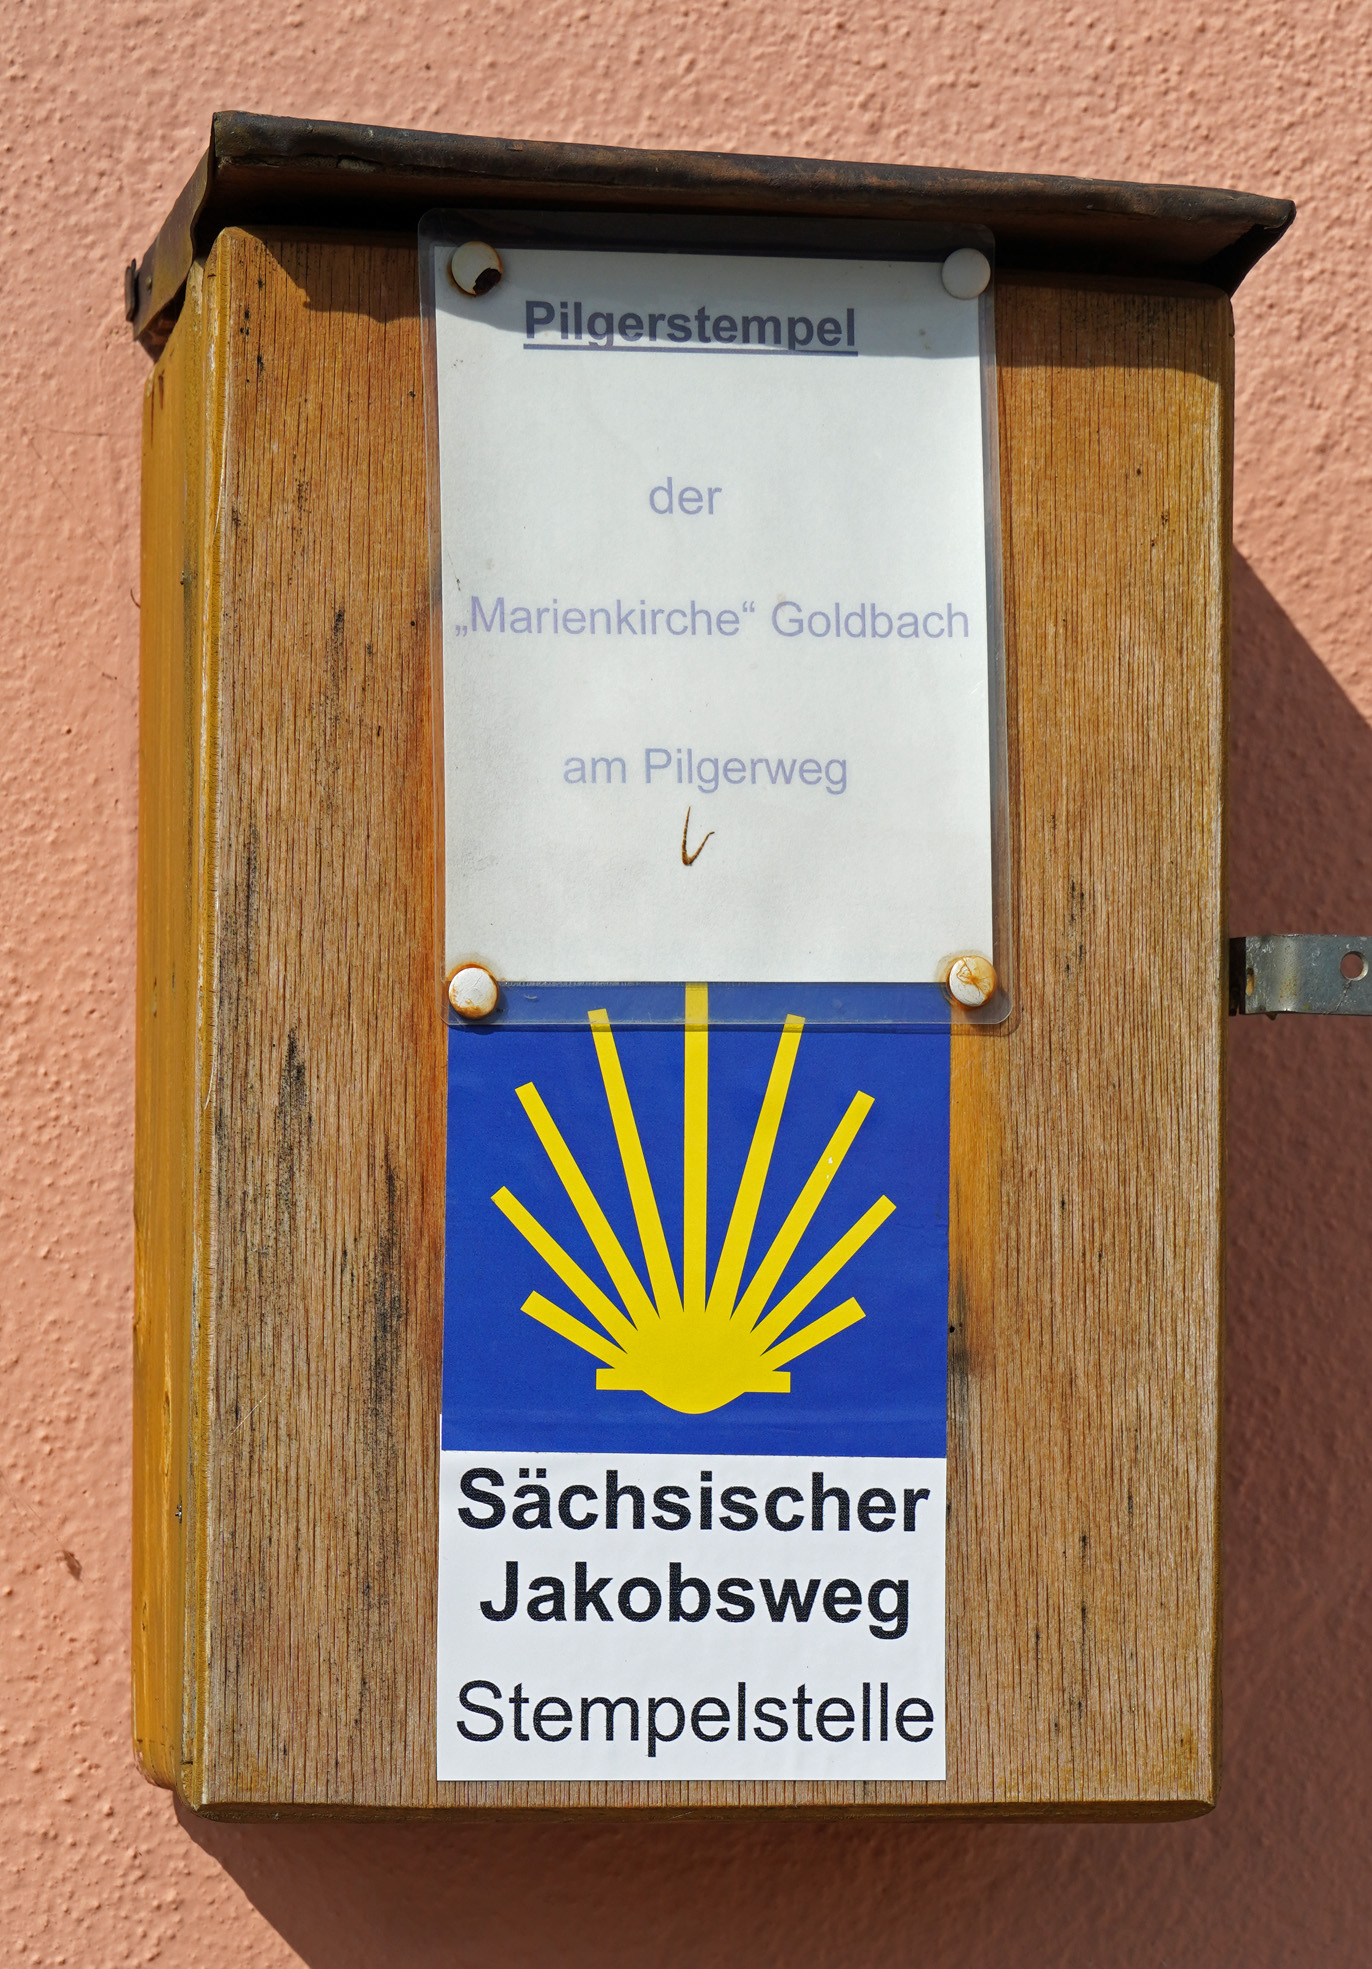 Pilgerstempel
der
„Marienkirche“ Goldbach
am Pilgerweg
Sächsischer
Jakobsweg
Stempelstelle